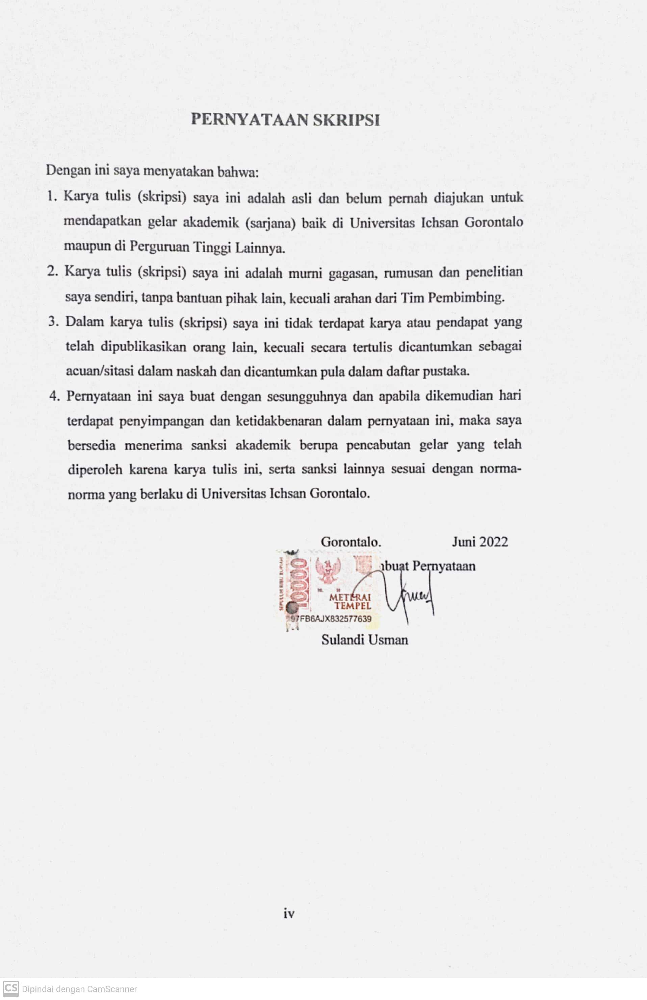 PERNYATAAN SKRIPSI
Dengan ini saya menyatakan bahwa:
1. Karya tulis (skripsi) saya ini adalah asli dan belum pernah diajukan untuk
mendapatkan gelar akademik (sarjana) baik di Universitas Ichsan Gorontalo
maupun di Perguruan Tinggi Lainnya.
2. Karya tulis (skripsi) saya ini adalah murni gagasan, rumusan dan penelitian
saya sendiri, tanpa bantuan pihak lain, kecuali arahan dari Tim Pembimbing.
3. Dalam karya tulis (skripsi) saya ini tidak terdapat karya atau pendapat yang
telah dipublikasikan orang lain, kecuali secara tertulis dicantumkan sebagai
acuan/sitasi dalam naskah dan dicantumkan pula dalam daftar pustaka.
4. Pernyataan ini saya buat dengan sesungguhnya dan apabila dikemudian hari
terdapat penyimpangan dan ketidakbenaran dalam pernyataan ini, maka saya
bersedia menerima sanksi akademik berupa pencabutan gelar yang telah
diperoleh karena karya tulis ini, serta sanksi lainnya sesuai dengan norma-
norma yang berlaku di Universitas Ichsan Gorontalo.
Gorontalo. Juni 2022
buat Pernyataan
SEPULUH RIBU RUPIAH
10000
METERAI
TEMPEL
97FB6AJX832577639
Sulandi Usman
iv
CS Dipindai dengan CamScanner